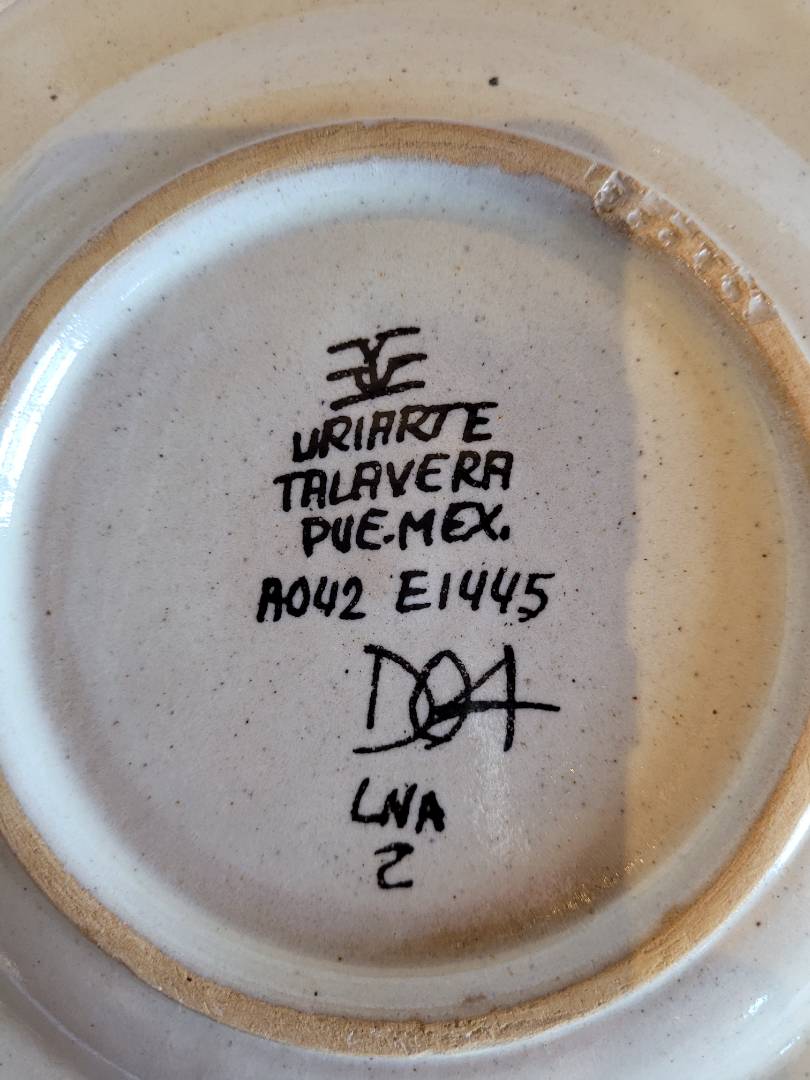 URIARTE
TALAVERA
PUE.MEX.
A042 E1445
LNA
2